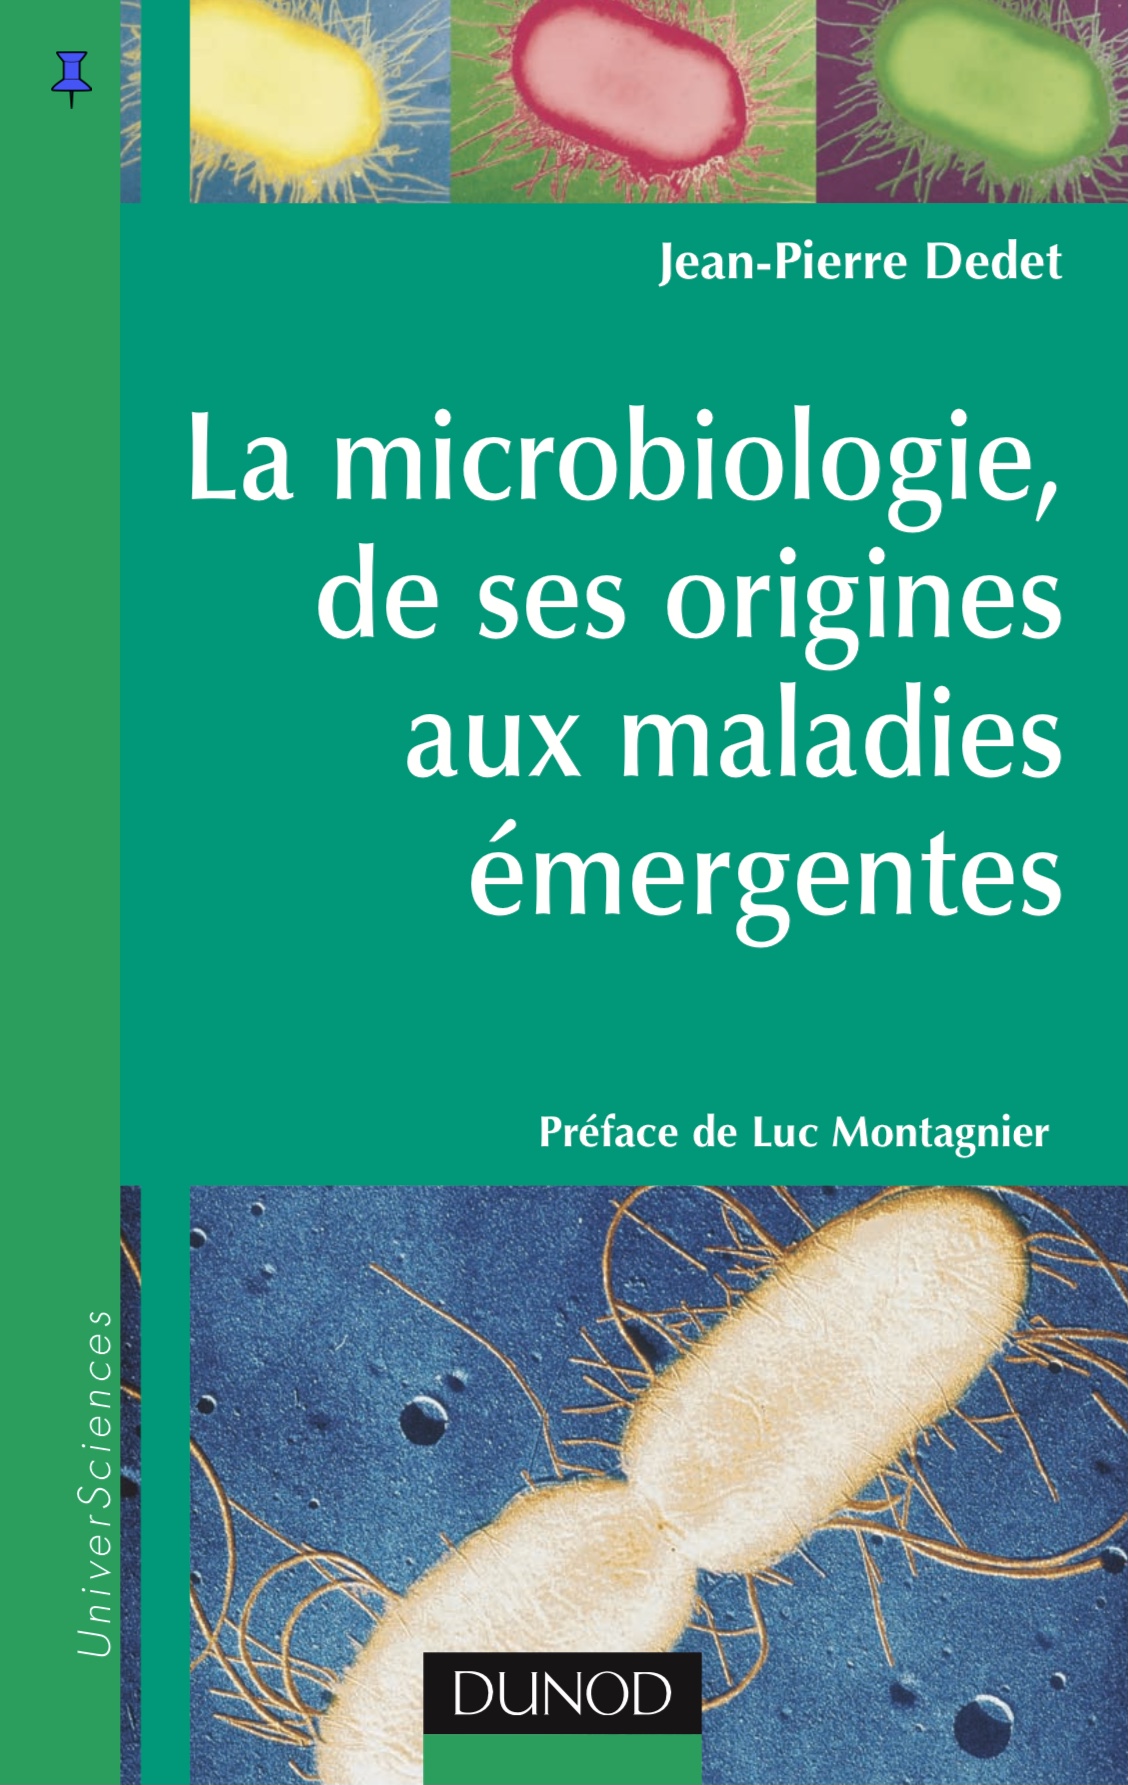 Jean-Pierre Dedet
La microbiologie,
de ses origines
aux maladies
émergentes
Préface de Luc Montagnier
UniverSciences
DUNOD